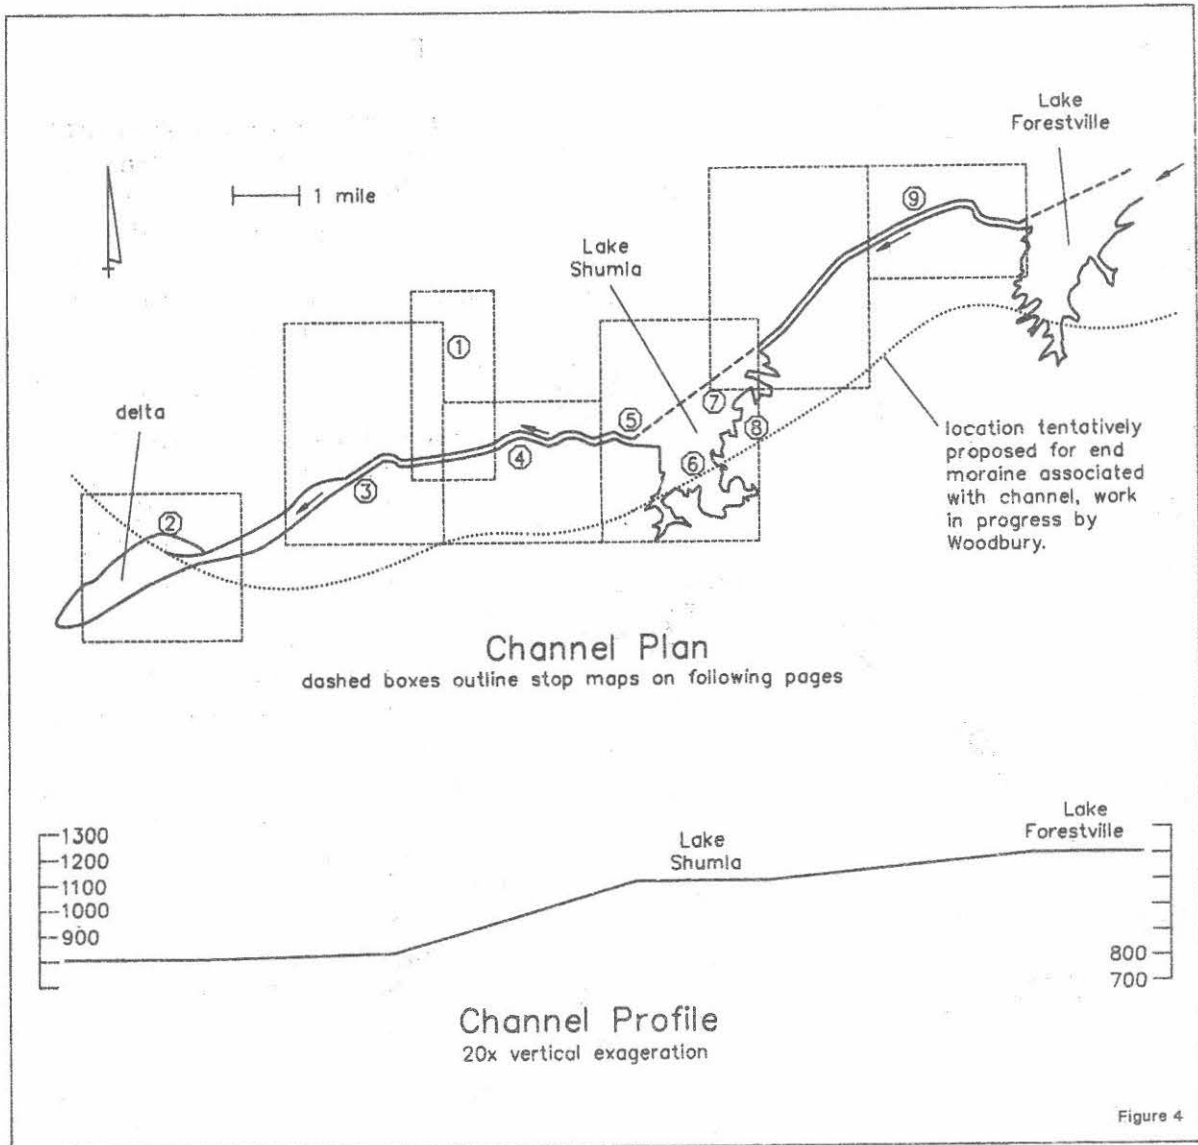 Lake
Forestville
1 mile
9
Lake
Shumla
1
delta
5
7
8
4
6
3
2
location tentatively
proposed for end
moraine associated
with channel, work
in progress by
Woodbury.
Channel Plan
dashed boxes outline stop maps on following pages
Lake
Forestville
Lake
Shumla
1300
1200
1100
1000
900
800
700
Channel Profile
20x vertical exageration
Figure 4